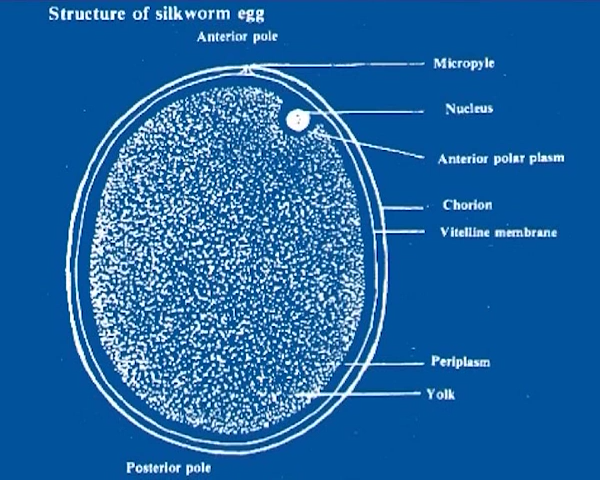 Structure of silkworm egg
Anterior pole
Micropyle
Nucleus
Anterior polar plasm
Chorion
Vitelline membrane
Periplasm
Yolk
Posterior pole